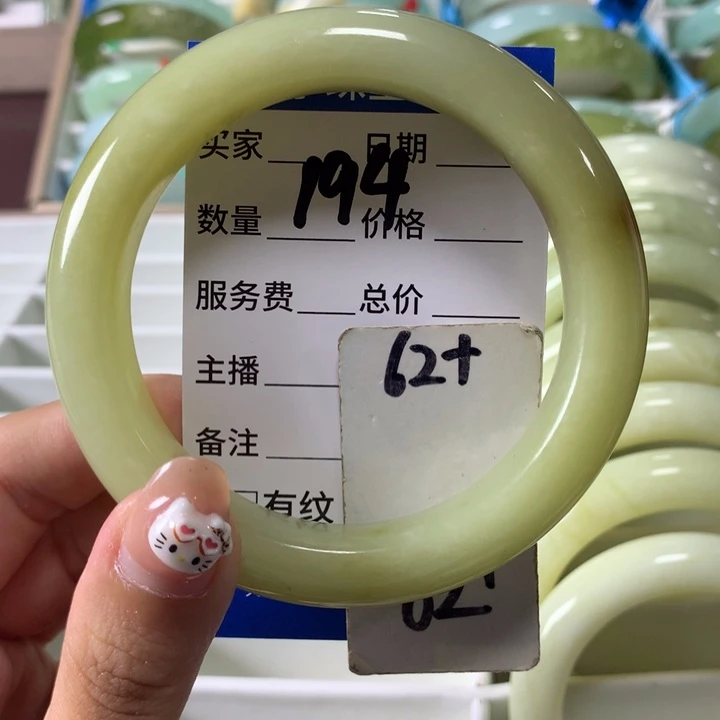 买家 日期
194
数量 价格
服务费 总价
62+
主播
备注
有纹
62+